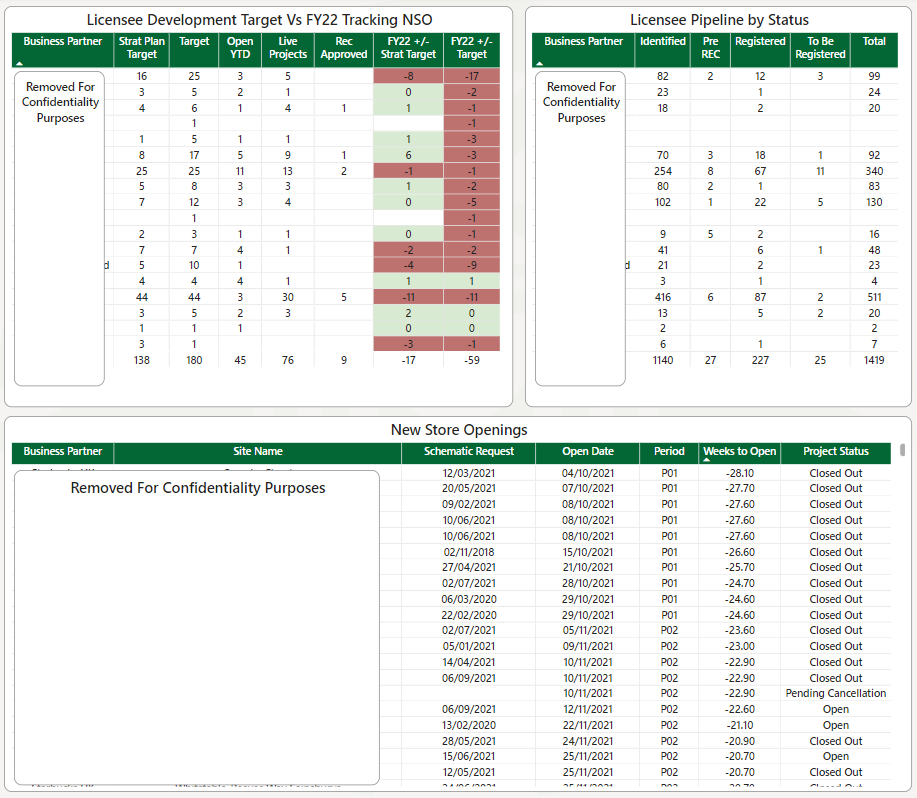 Licensee Development Target Vs FY22 Tracking NSO
Business Partner Strat Plan Target Target Open YTD Live Projects Rec Approved FY22 +/- Strat Target FY22 +/- Target
Removed For Confidentiality Purposes
16 25 3 5 -8 -17
3 5 2 1 0 -2
4 6 1 4 1 1 -1
1 -1
1 5 1 1 1 -3
8 17 5 9 1 6 -3
25 25 11 13 2 -1 -1
5 8 3 3 1 -2
7 12 3 4 0 -5
1 -1
2 3 1 1 0 -1
7 7 4 1 -2 -2
d 5 10 1 -4 -9
4 4 4 1 1 1
44 44 3 30 5 -11 -11
3 5 2 3 2 0
1 1 1 0 0
3 1 -3 -1
138 180 45 76 9 -17 -59
Licensee Pipeline by Status
Business Partner Identified Pre REC Registered To Be Registered Total
Removed For Confidentiality Purposes
82 2 12 3 99
23 1 24
18 2 20
70 3 18 1 92
254 8 67 11 340
80 2 1 83
102 1 22 5 130
9 5 2 16
41 6 1 48
d 21 2 23
3 1 4
416 6 87 2 511
13 5 2 20
2 2
6 1 7
1140 27 227 25 1419
New Store Openings
Business Partner Site Name Schematic Request Open Date Period Weeks to Open Project Status
Removed For Confidentiality Purposes
12/03/2021 04/10/2021 P01 -28.10 Closed Out
20/05/2021 07/10/2021 P01 -27.70 Closed Out
09/02/2021 08/10/2021 P01 -27.60 Closed Out
10/06/2021 08/10/2021 P01 -27.60 Closed Out
10/06/2021 08/10/2021 P01 -27.60 Closed Out
02/11/2018 15/10/2021 P01 -26.60 Closed Out
27/04/2021 21/10/2021 P01 -25.70 Closed Out
02/07/2021 28/10/2021 P01 -24.70 Closed Out
06/03/2020 29/10/2021 P01 -24.60 Closed Out
22/02/2020 29/10/2021 P01 -24.60 Closed Out
02/07/2021 05/11/2021 P02 -23.60 Closed Out
05/01/2021 09/11/2021 P02 -23.00 Closed Out
14/04/2021 10/11/2021 P02 -22.90 Closed Out
06/09/2021 10/11/2021 P02 -22.90 Closed Out
10/11/2021 P02 -22.90 Pending Cancellation
06/09/2021 12/11/2021 P02 -22.60 Open
13/02/2020 22/11/2021 P02 -21.10 Open
28/05/2021 24/11/2021 P02 -20.90 Closed Out
15/06/2021 25/11/2021 P02 -20.70 Open
12/05/2021 25/11/2021 P02 -20.70 Closed Out